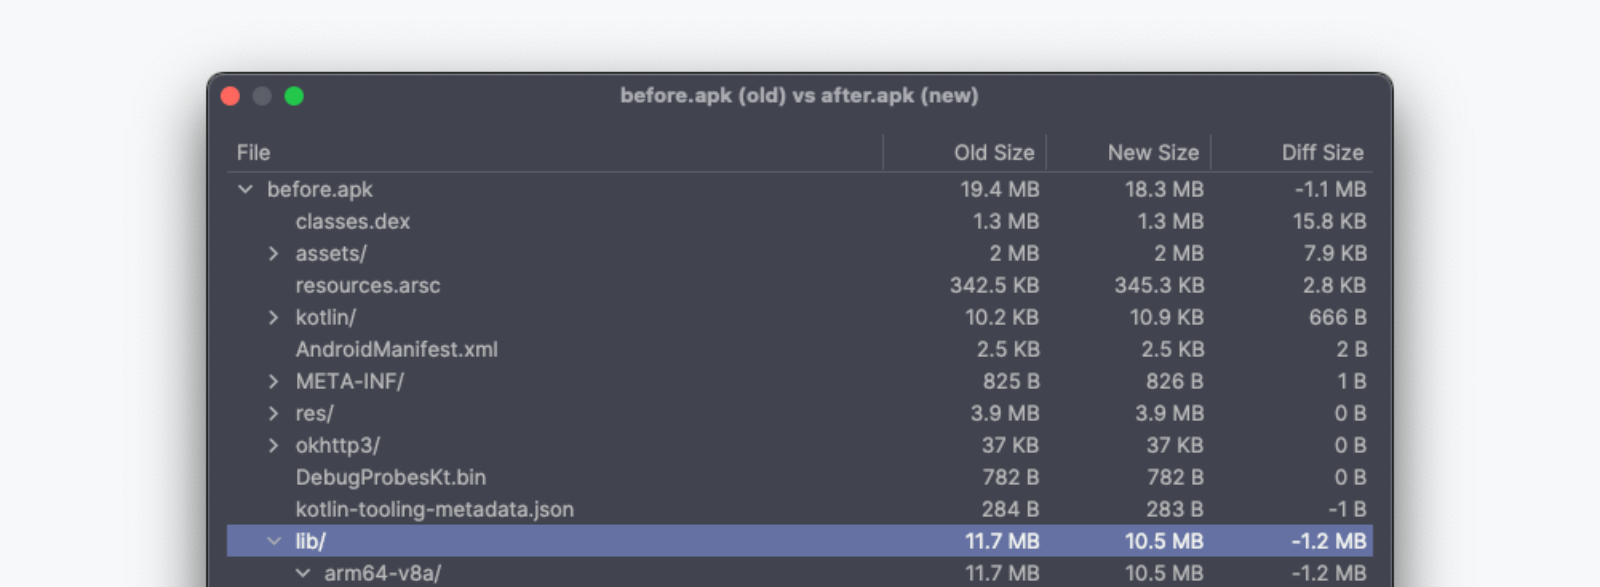 before.apk (old) vs after.apk (new)
File Old Size New Size Diff Size
before.apk 19.4 MB 18.3 MB -1.1 MB
classes.dex 1.3 MB 1.3 MB 15.8 KB
assets/ 2 MB 2 MB 7.9 KB
resources.arsc 342.5 KB 345.3 KB 2.8 KB
kotlin/ 10.2 KB 10.9 KB 666 B
AndroidManifest.xml 2.5 KB 2.5 KB 2 B
META-INF/ 825 B 826 B 1 B
res/ 3.9 MB 3.9 MB 0 B
okhttp3/ 37 KB 37 KB 0 B
DebugProbesKt.bin 782 B 782 B 0 B
kotlin-tooling-metadata.json 284 B 283 B -1 B
lib/ 11.7 MB 10.5 MB -1.2 MB
arm64-v8a/ 11.7 MB 10.5 MB -1.2 MB